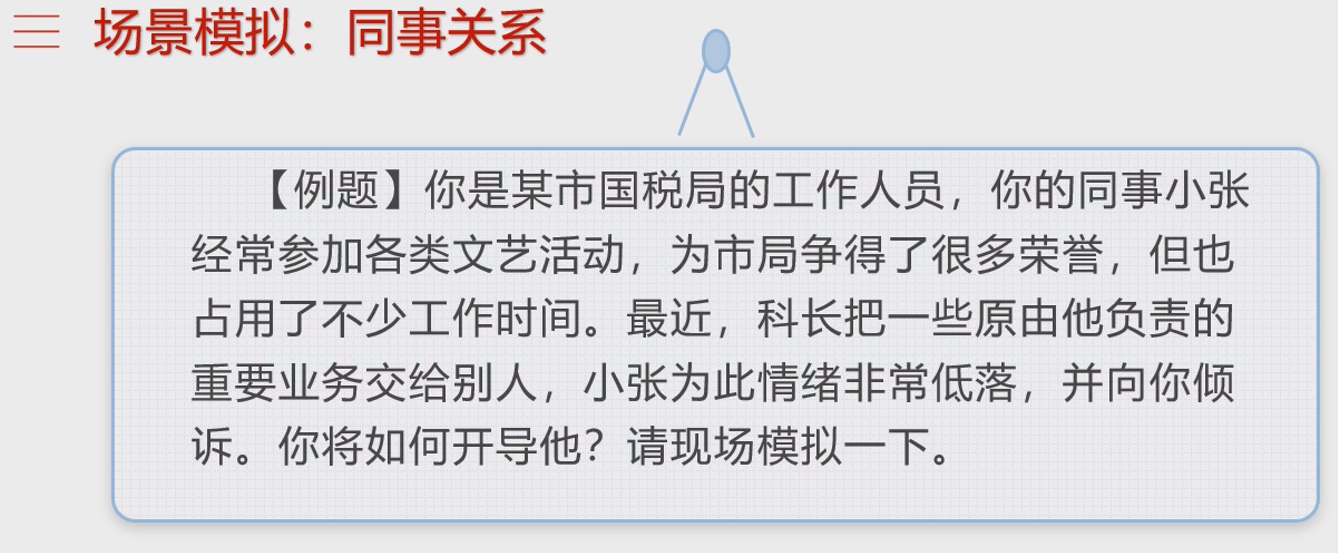 场景模拟：同事关系
【例题】你是某市国税局的工作人员，你的同事小张
经常参加各类文艺活动，为市局争得了很多荣誉，但也
占用了不少工作时间。最近，科长把一些原由他负责的
重要业务交给别人，小张为此情绪非常低落，并向你倾
诉。你将如何开导他？请现场模拟一下。